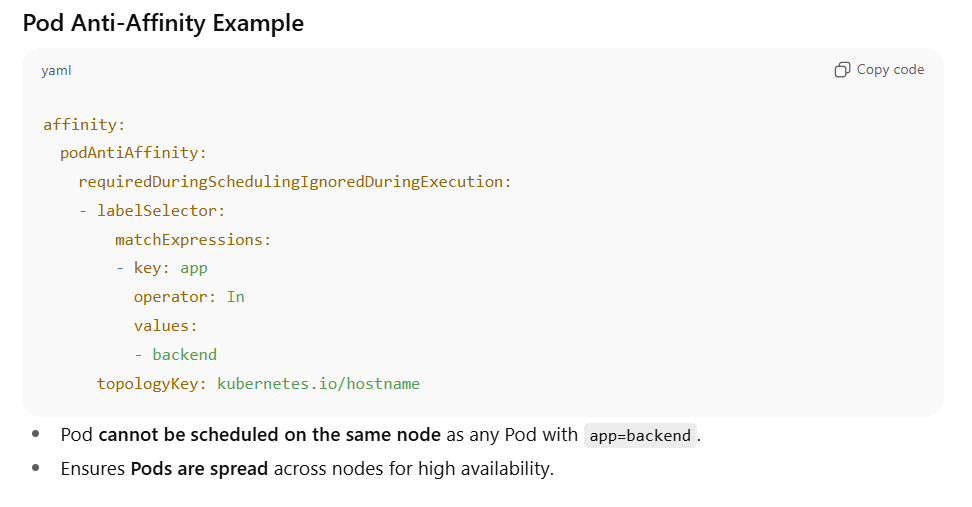 Pod Anti-Affinity Example
yaml
Copy code
affinity:
  podAntiAffinity:
    requiredDuringSchedulingIgnoredDuringExecution:
    - labelSelector:
        matchExpressions:
        - key: app
          operator: In
          values:
          - backend
      topologyKey: kubernetes.io/hostname
• Pod cannot be scheduled on the same node as any Pod with app=backend.
• Ensures Pods are spread across nodes for high availability.